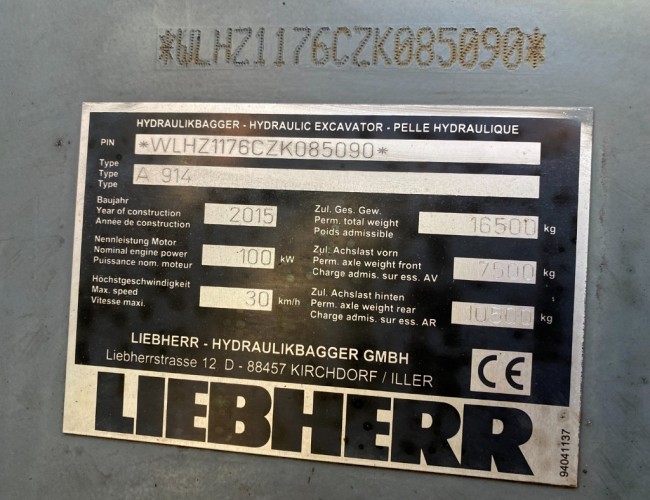 *WLHZ1176CZK085090*
HYDRAULIKBAGGER - HYDRAULIC EXCAVATOR - PELLE HYDRAULIQUE
PIN *WLHZ1176CZK085090*
Type
Type A 914
Type
Baujahr
Year of construction 2015
Année de construction
Zul. Ges. Gew.
Perm. total weight 16500 kg
Poids admissible
Nennleistung Motor
Nominal engine power 100 kW
Puissance nom. moteur
Zul. Achslast vorn
Perm. axle weight front 7500 kg
Charge admis. sur ess. AV
Höchstgeschwindigkeit
Max. speed 30 km/h
Vitesse maxi.
Zul. Achslast hinten
Perm. axle weight rear 10500 kg
Charge admis. sur ess. AR
LIEBHERR - HYDRAULIKBAGGER GMBH
Liebherrstrasse 12 D - 88457 KIRCHDORF / ILLER
CE
LIEBHERR
94041137